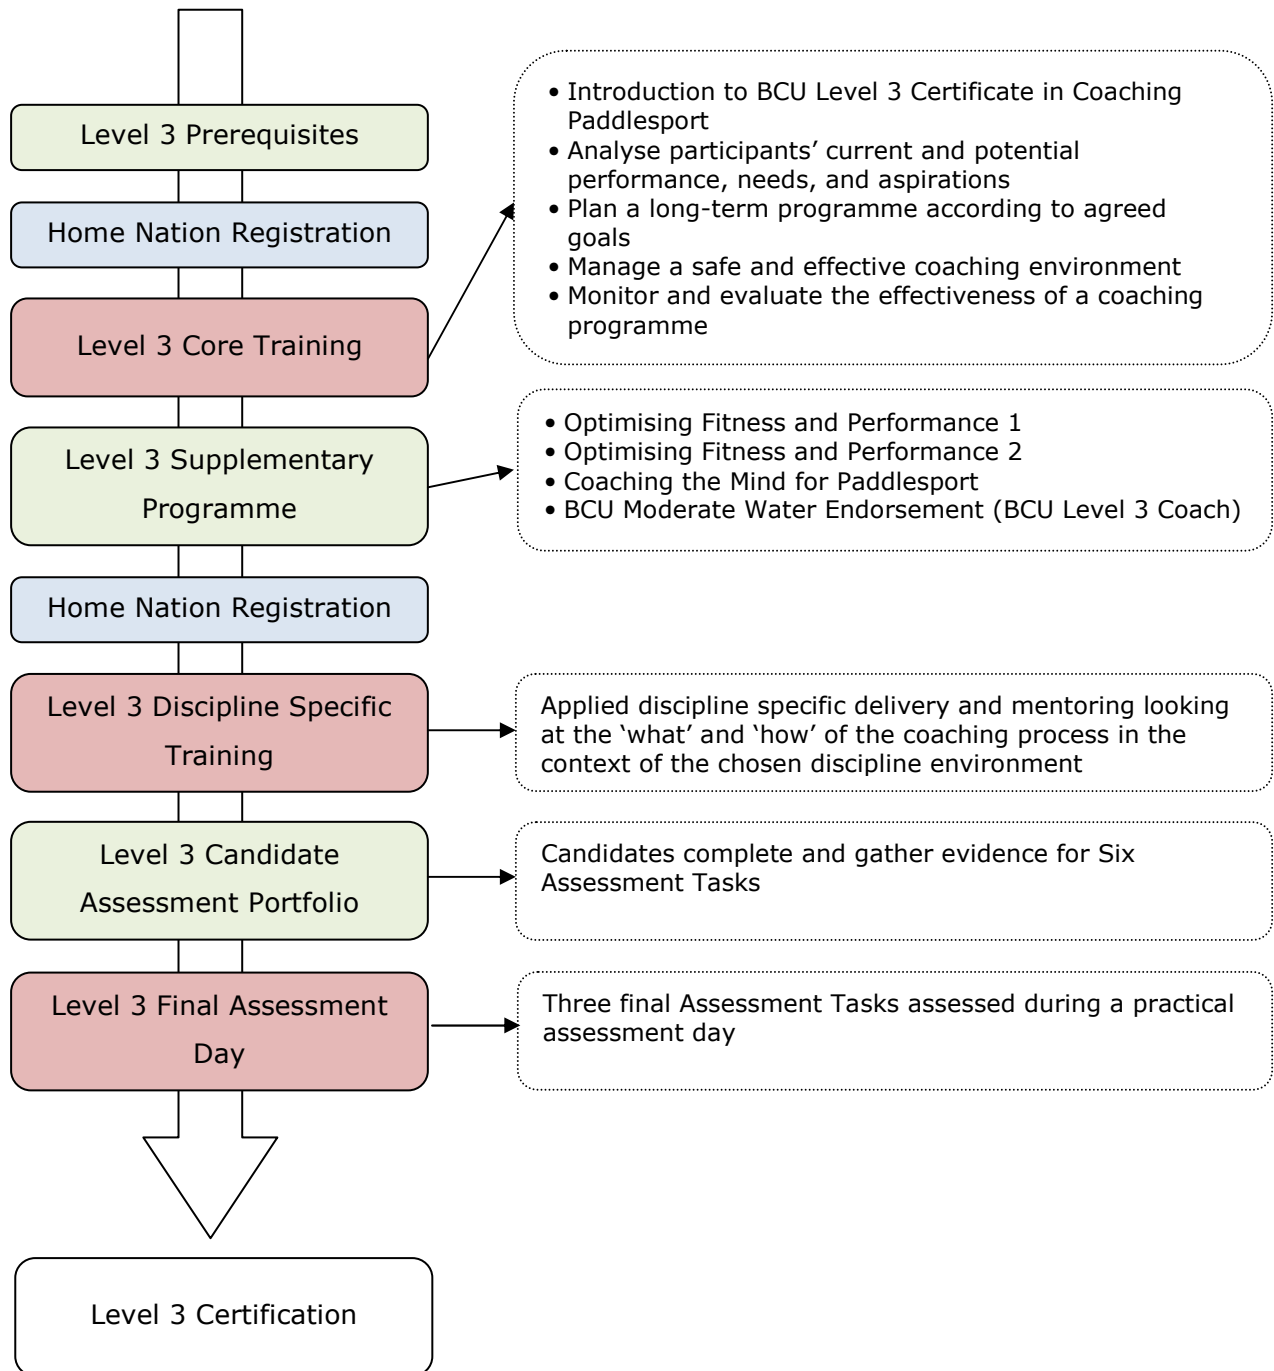 Level 3 Prerequisites
Home Nation Registration
Level 3 Core Training
• Introduction to BCU Level 3 Certificate in Coaching
Paddlesport
• Analyse participants’ current and potential
performance, needs, and aspirations
• Plan a long-term programme according to agreed
goals
• Manage a safe and effective coaching environment
• Monitor and evaluate the effectiveness of a coaching
programme
Level 3 Supplementary
Programme
• Optimising Fitness and Performance 1
• Optimising Fitness and Performance 2
• Coaching the Mind for Paddlesport
• BCU Moderate Water Endorsement (BCU Level 3 Coach)
Home Nation Registration
Level 3 Discipline Specific
Training
Applied discipline specific delivery and mentoring looking
at the ‘what’ and ‘how’ of the coaching process in the
context of the chosen discipline environment
Level 3 Candidate
Assessment Portfolio
Candidates complete and gather evidence for Six
Assessment Tasks
Level 3 Final Assessment
Day
Three final Assessment Tasks assessed during a practical
assessment day
Level 3 Certification